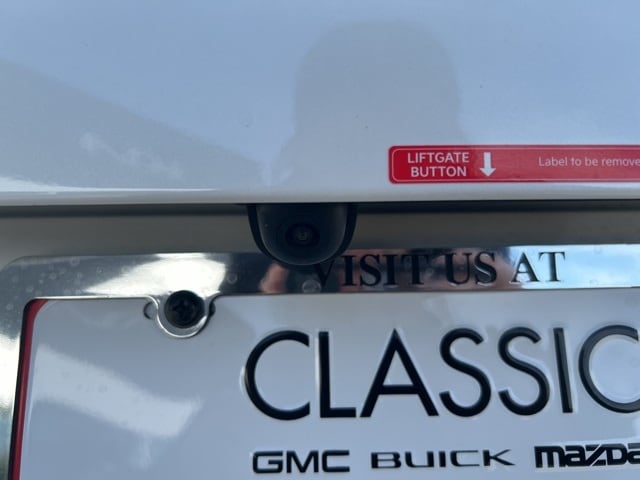 LIFTGATE
BUTTON
Label to be remove
VISIT US AT
CLASSIC
GMC BUICK mazda